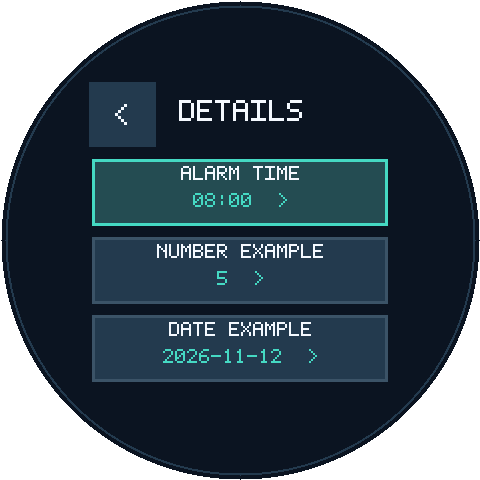 < DETAILS
ALARM TIME
08:00 >
NUMBER EXAMPLE
5 >
DATE EXAMPLE
2026-11-12 >